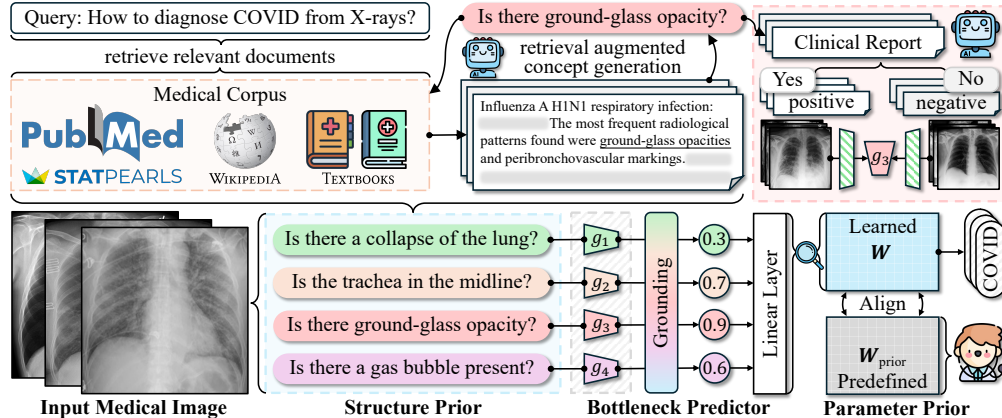 Query: How to diagnose COVID from X-rays?
retrieve relevant documents
Medical Corpus
PubMed
STATPEARLS
WIKIPEDIA
TEXTBOOKS
Is there ground-glass opacity?
retrieval augmented
concept generation
AI
Influenza A H1N1 respiratory infection:
The most frequent radiological
patterns found were ground-glass opacities
and peribronchovascular markings.
Clinical Report
AI
Yes
positive
No
negative
g3
Is there a collapse of the lung?
Is the trachea in the midline?
Is there ground-glass opacity?
Is there a gas bubble present?
g1
g2
g3
g4
Grounding
0.3
0.7
0.9
0.6
Linear Layer
Learned
W
Align
Wprior
Predefined
COVID
Input Medical Image
Structure Prior
Bottleneck Predictor
Parameter Prior